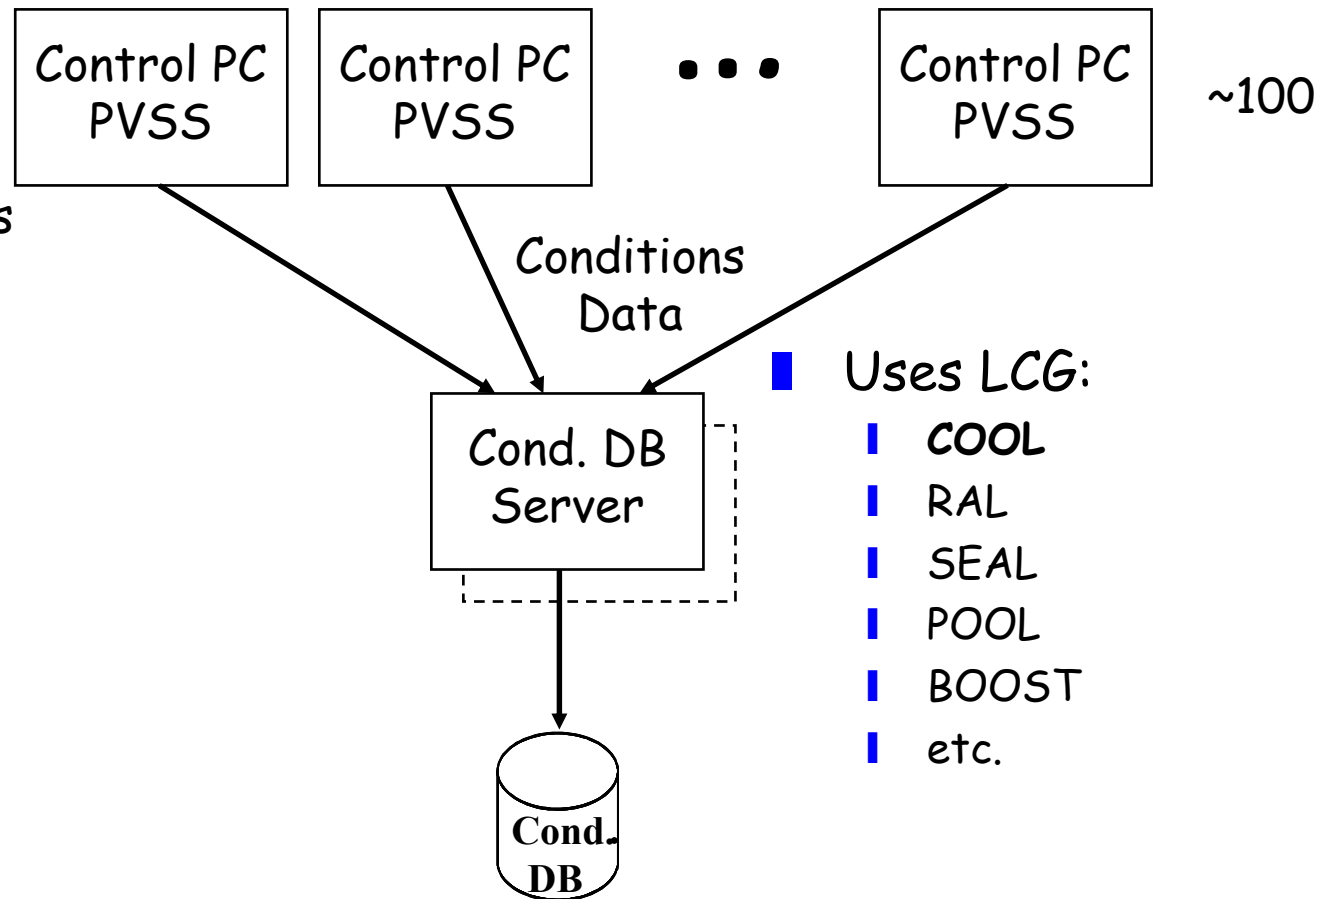 Control PC
PVSS
Control PC
PVSS
...
Control PC
PVSS
~100
s
Conditions
Data
Cond. DB
Server
Uses LCG:
COOL
RAL
SEAL
POOL
BOOST
etc.
Cond.
DB